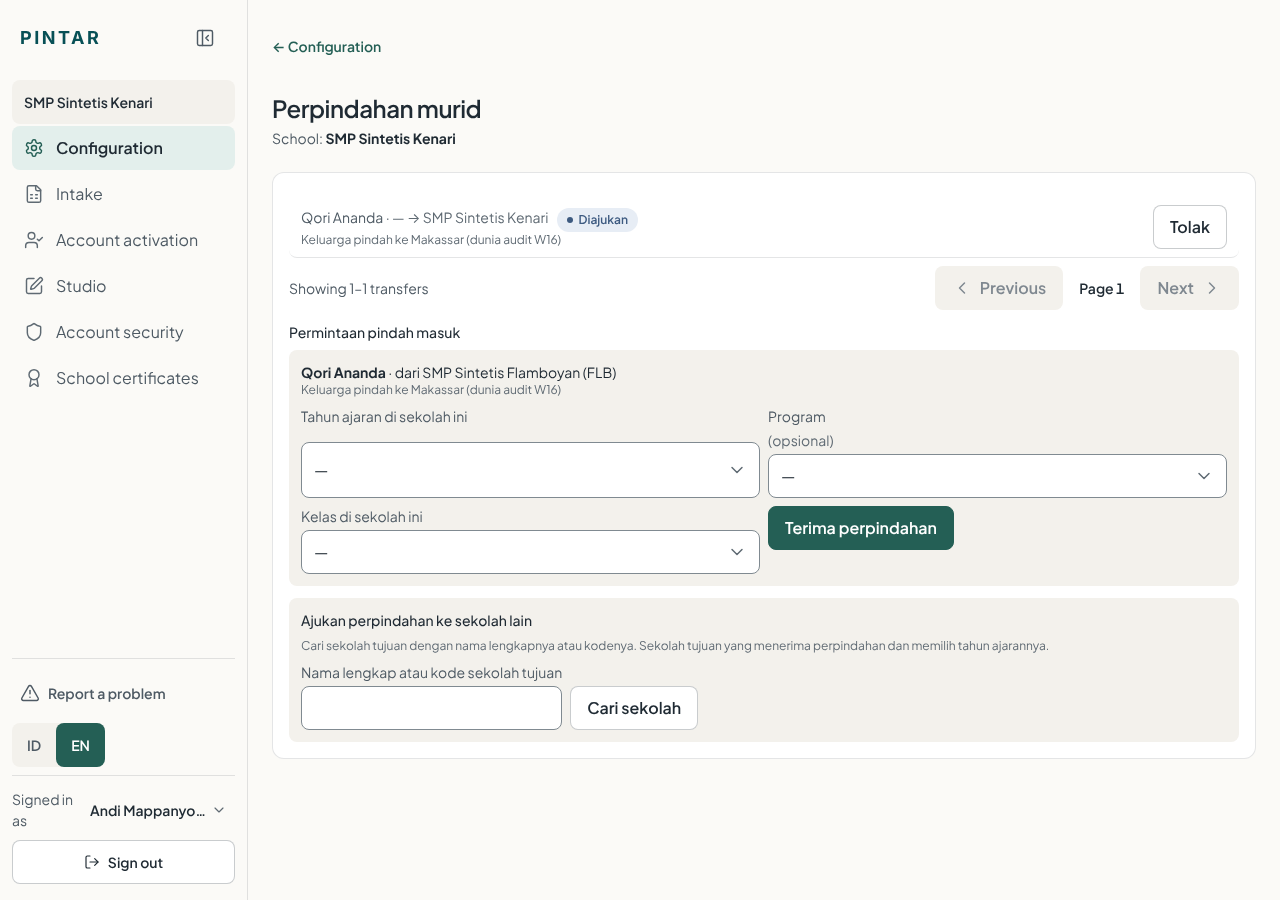 PINTAR
SMP Sintetis Kenari
Configuration
Intake
Account activation
Studio
Account security
School certificates
Report a problem
ID EN
Signed in as
Andi Mappanyo…
Sign out
← Configuration
Perpindahan murid
School: SMP Sintetis Kenari
Qori Ananda · — → SMP Sintetis Kenari Diajukan
Keluarga pindah ke Makassar (dunia audit W16)
Tolak
Showing 1–1 transfers
Previous Page 1 Next
Permintaan pindah masuk
Qori Ananda · dari SMP Sintetis Flamboyan (FLB)
Keluarga pindah ke Makassar (dunia audit W16)
Tahun ajaran di sekolah ini
—
Program
(opsional)
—
Kelas di sekolah ini
—
Terima perpindahan
Ajukan perpindahan ke sekolah lain
Cari sekolah tujuan dengan nama lengkapnya atau kodenya. Sekolah tujuan yang menerima perpindahan dan memilih tahun ajarannya.
Nama lengkap atau kode sekolah tujuan
Cari sekolah